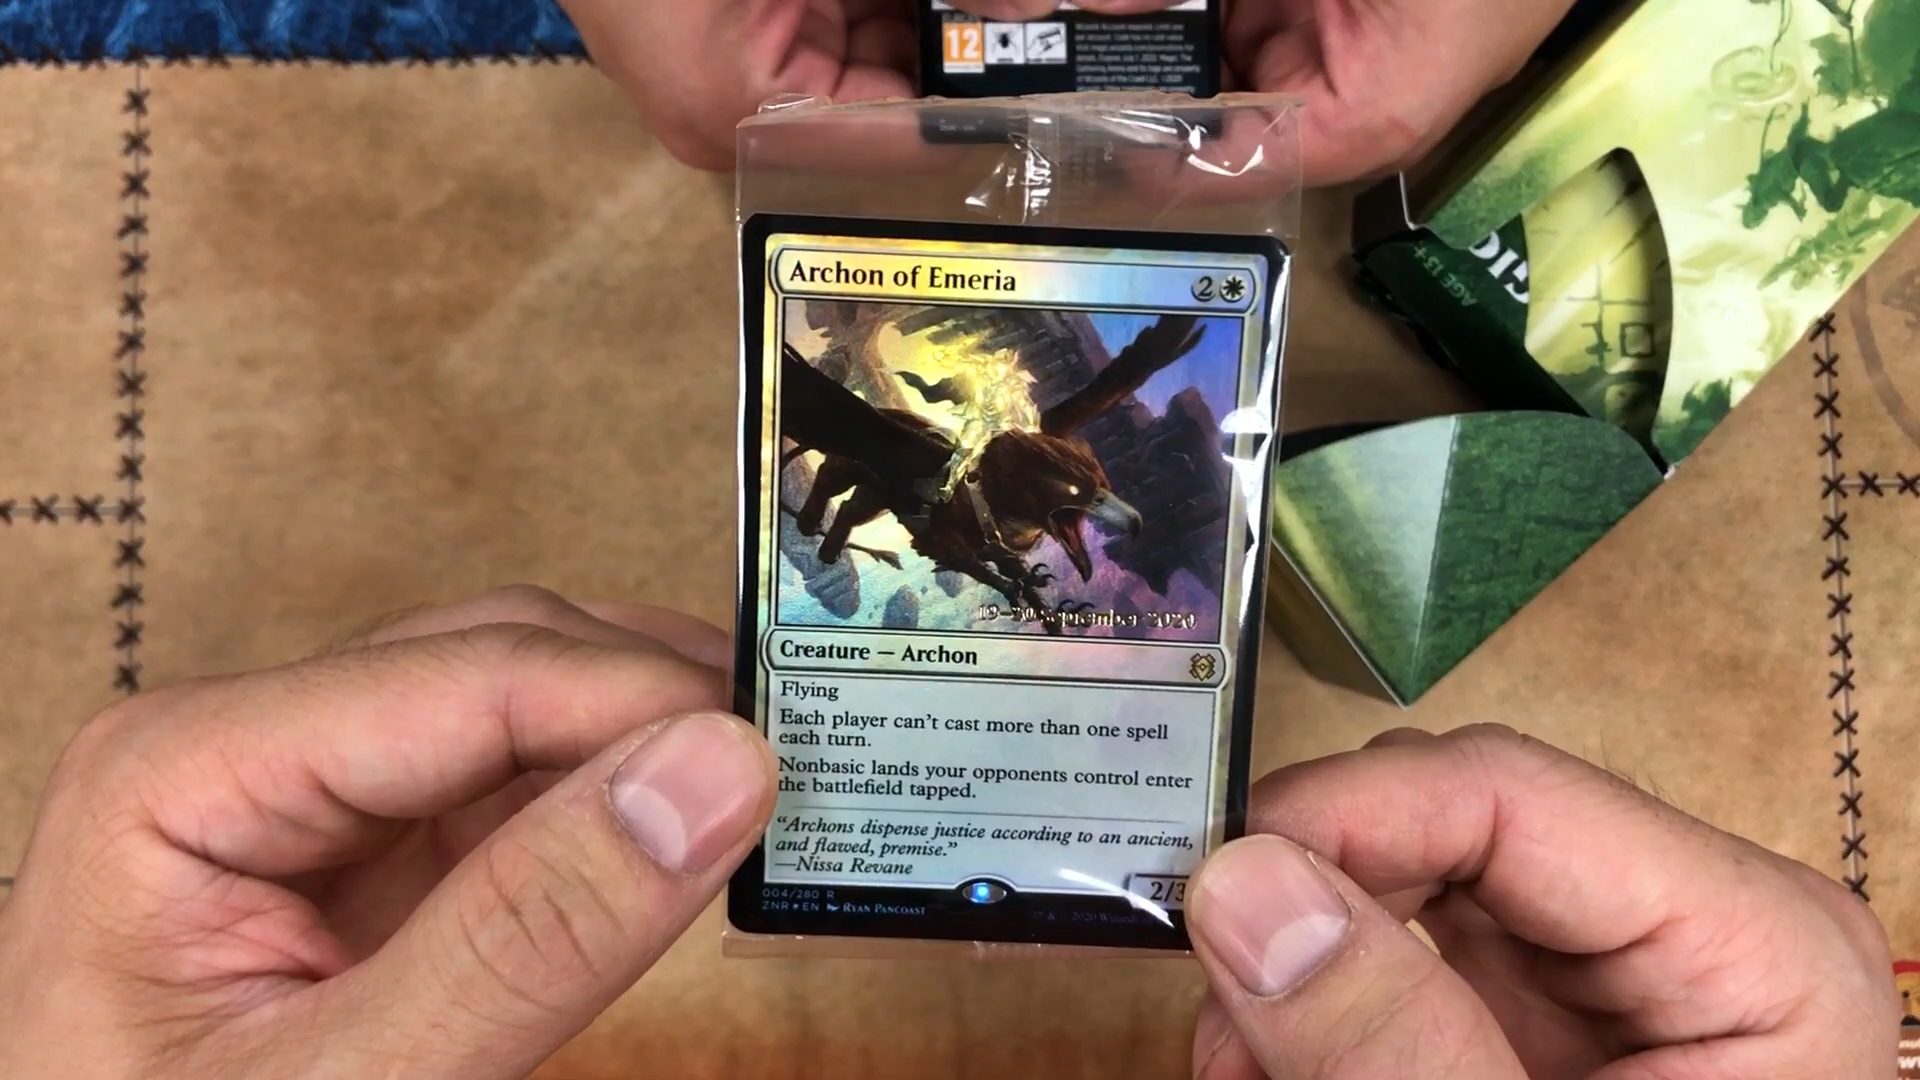 12
Archon of Emeria
2
19–20 September 2020
Creature — Archon
Flying
Each player can't cast more than one spell
each turn.
Nonbasic lands your opponents control enter
the battlefield tapped.
"Archons dispense justice according to an ancient,
and flawed, premise."
—Nissa Revane
2/3
004/280 R
ZNR★EN Ryan Pancoast
AGE 13+